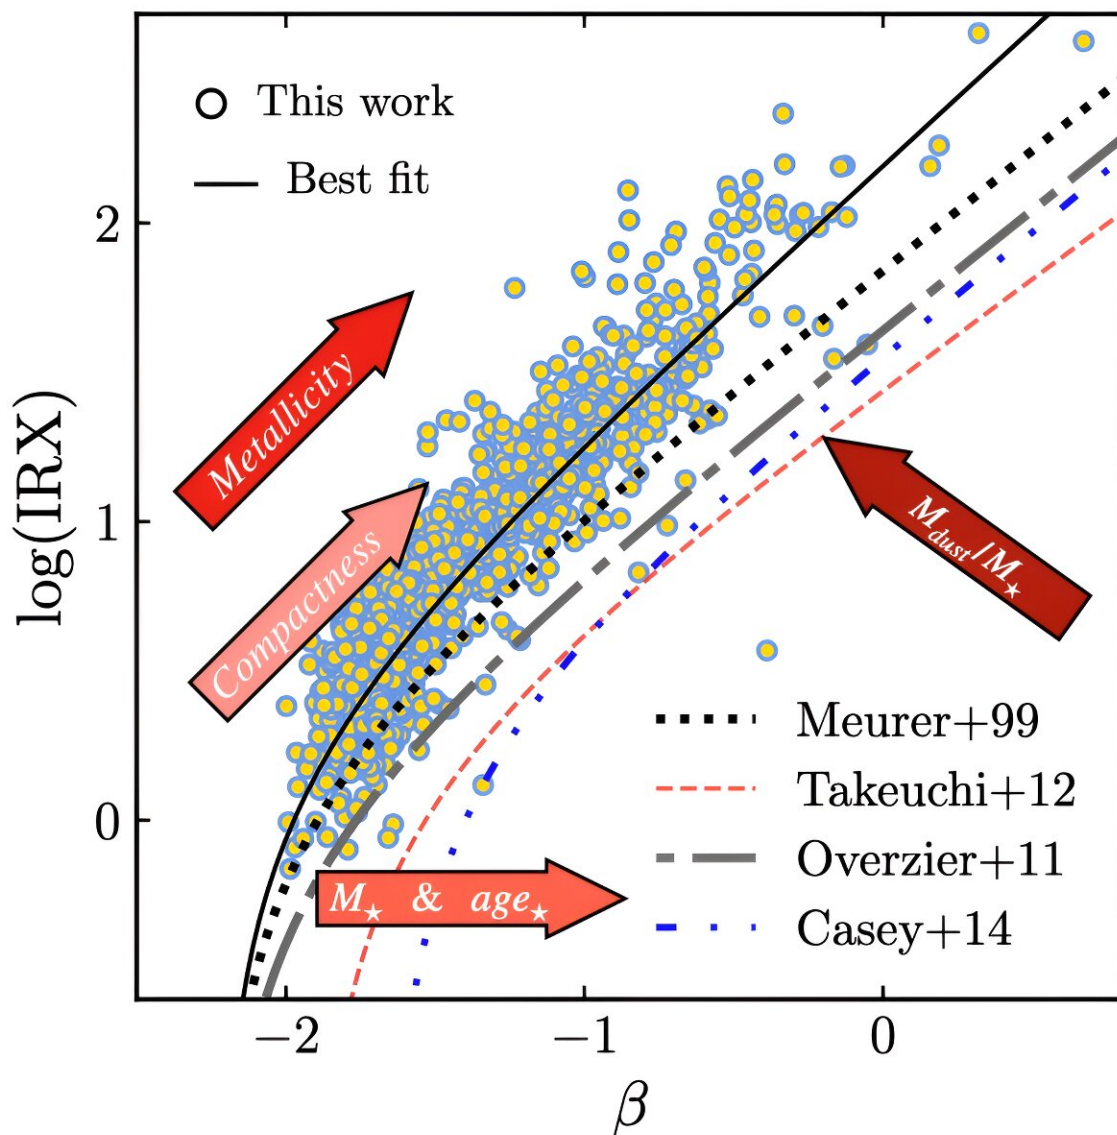 This work
Best fit
2
Metallicity
log(IRX)
1
Compactness
M_dust/M_★
Meurer+99
Takeuchi+12
0
Overzier+11
M_★ & age_★
Casey+14
−2
−1
0
β